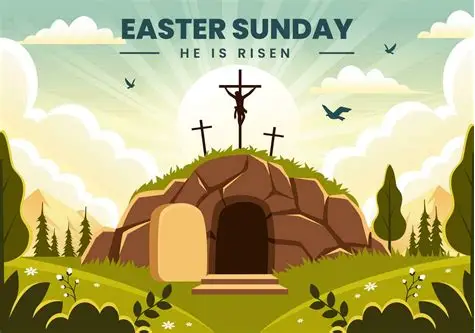 EASTER SUNDAY
HE IS RISEN